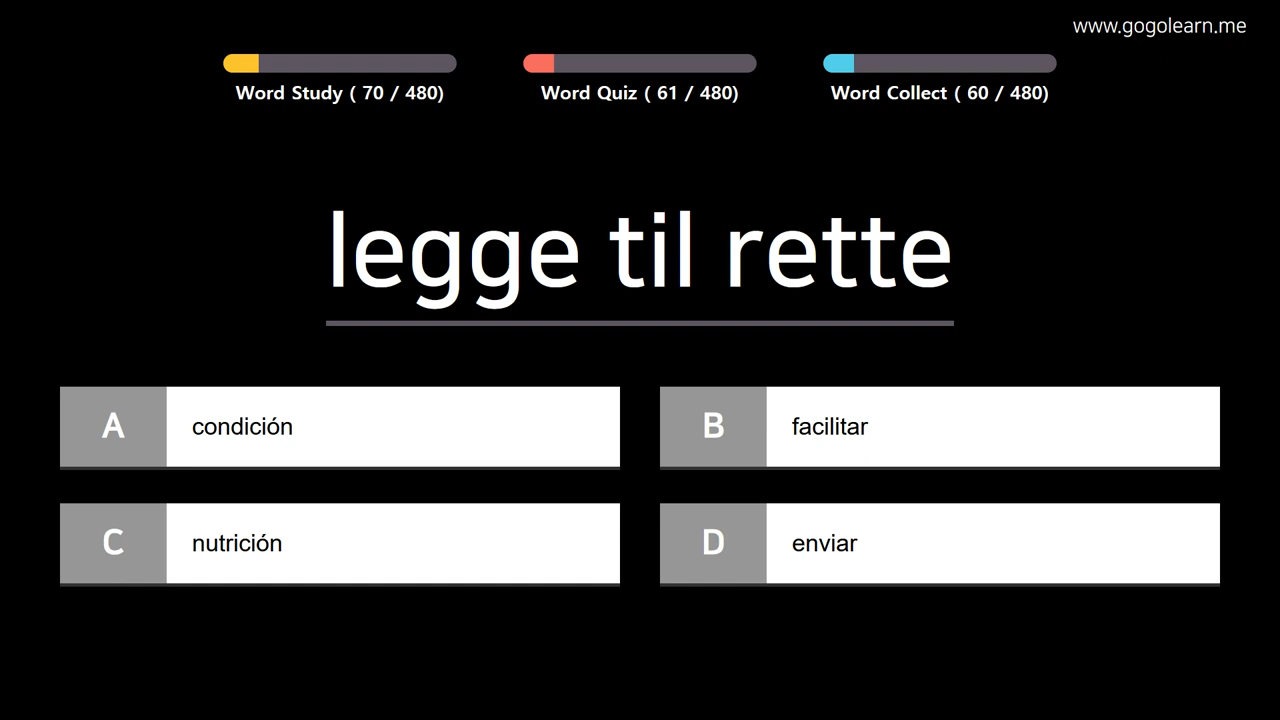 www.gogolearn.me
Word Study ( 70 / 480)
Word Quiz ( 61 / 480)
Word Collect ( 60 / 480)
legge til rette
A condición
B facilitar
C nutrición
D enviar